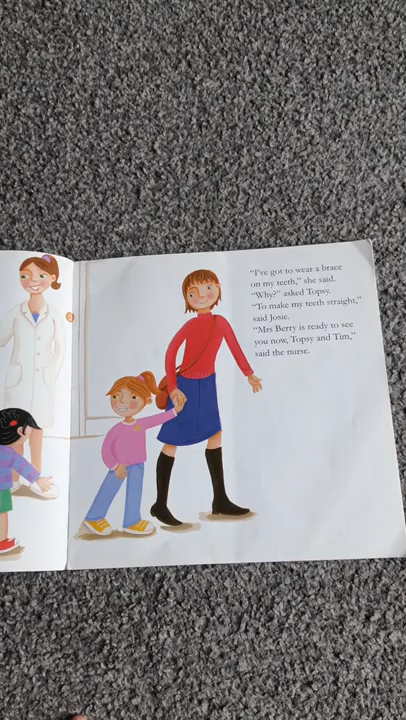 “I’ve got to wear a brace
on my teeth,” she said.
“Why?” asked Topsy.
“To make my teeth straight,”
said Josie.
“Mrs Berry is ready to see
you now, Topsy and Tim,”
said the nurse.